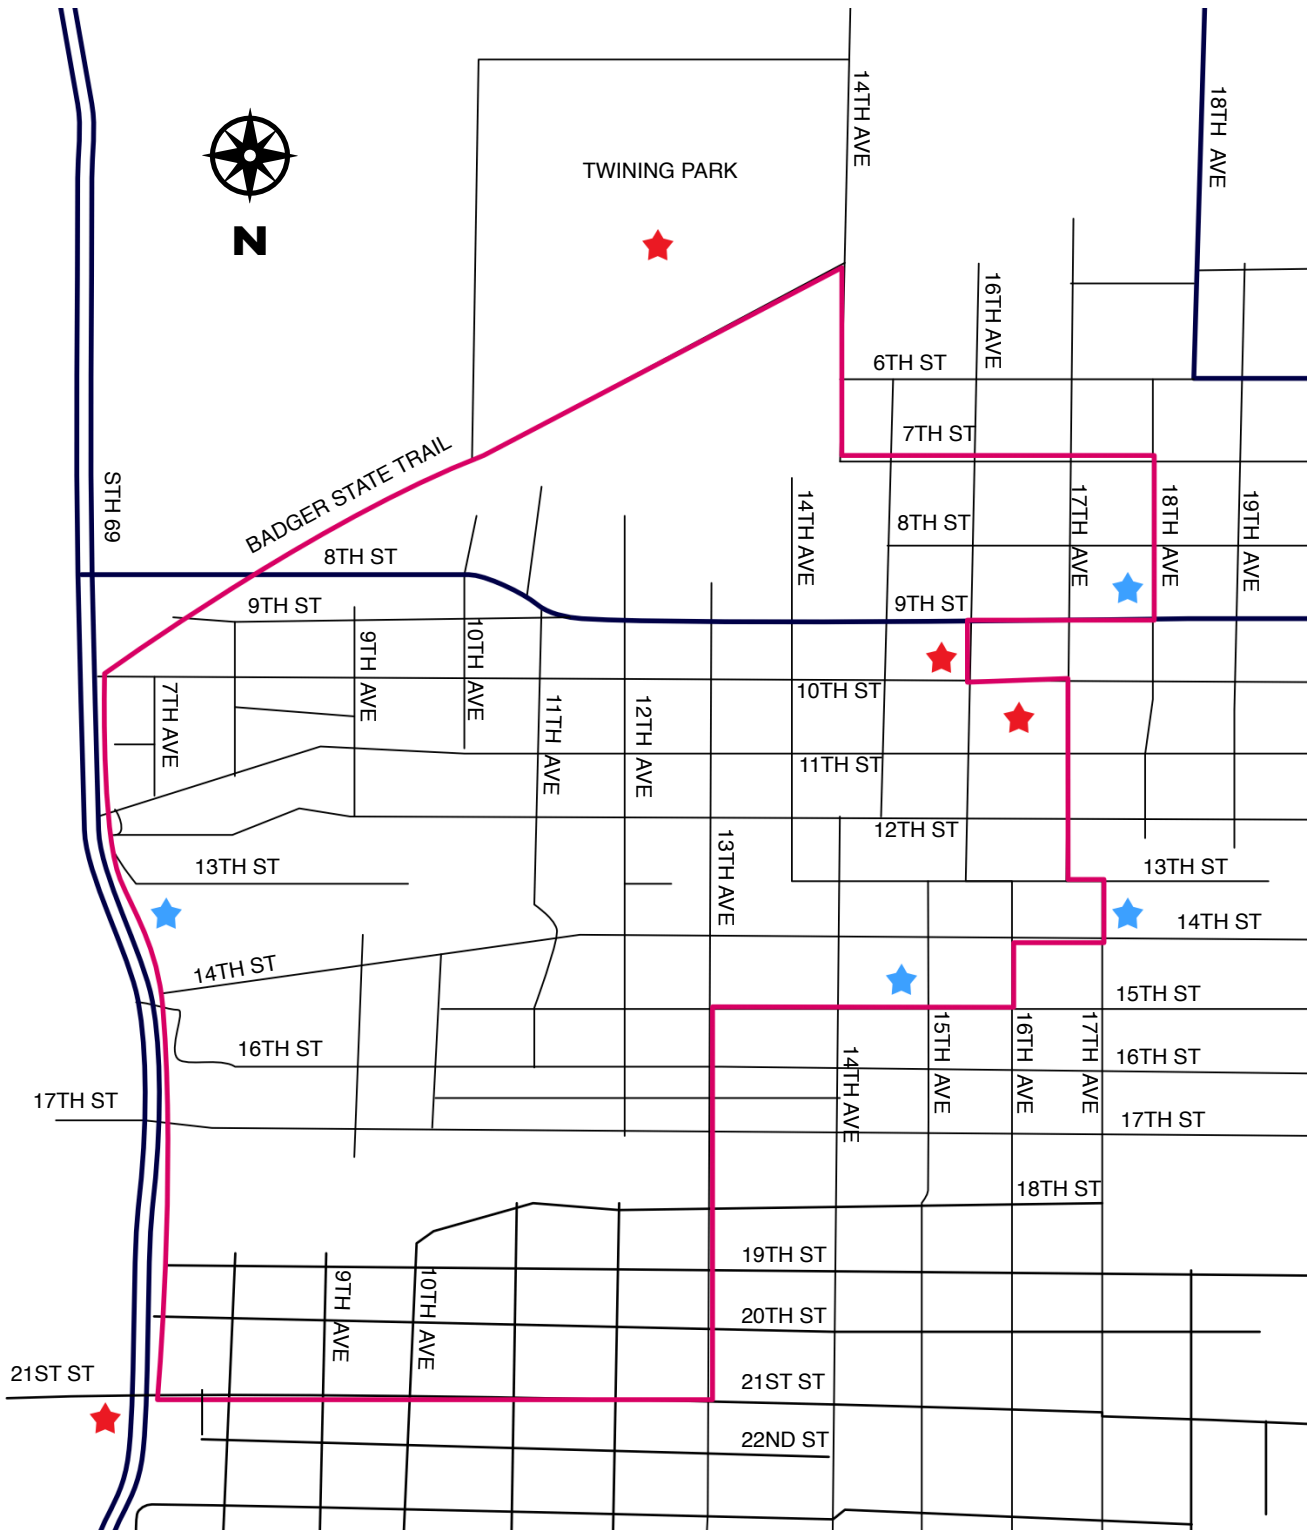 14TH AVE
18TH AVE
TWINING PARK
N
16TH AVE
6TH ST
7TH ST
BADGER STATE TRAIL
STH 69
14TH AVE
8TH ST
17TH AVE
18TH AVE
19TH AVE
8TH ST
9TH ST
9TH ST
9TH AVE
10TH AVE
10TH ST
7TH AVE
11TH AVE
12TH AVE
11TH ST
12TH ST
13TH AVE
13TH ST
13TH ST
14TH ST
14TH ST
15TH ST
16TH ST
14TH AVE
15TH AVE
16TH AVE
17TH AVE
16TH ST
17TH ST
17TH ST
18TH ST
19TH ST
9TH AVE
10TH AVE
20TH ST
21ST ST
21ST ST
22ND ST